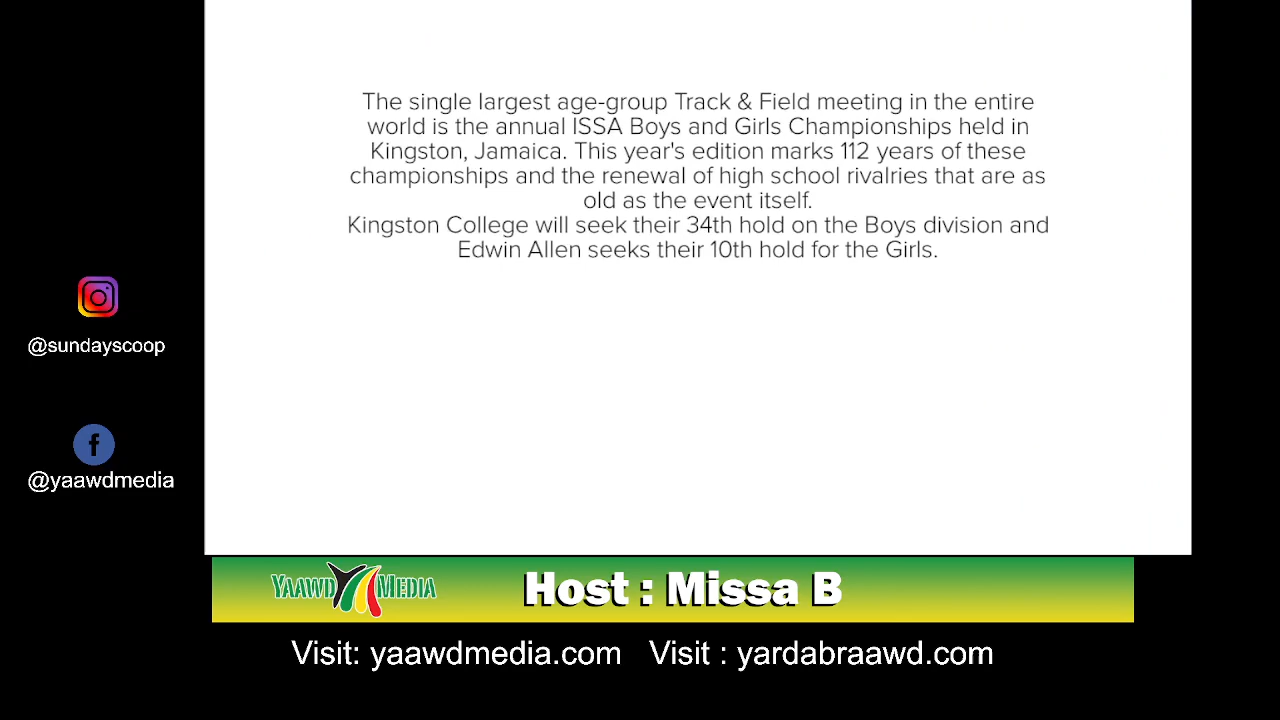 The single largest age-group Track & Field meeting in the entire
world is the annual ISSA Boys and Girls Championships held in
Kingston, Jamaica. This year's edition marks 112 years of these
championships and the renewal of high school rivalries that are as
old as the event itself.
Kingston College will seek their 34th hold on the Boys division and
Edwin Allen seeks their 10th hold for the Girls.
@sundayscoop
f
@yaawdmedia
YAAWD MEDIA
Host : Missa B
Visit: yaawdmedia.com Visit : yardabraawd.com